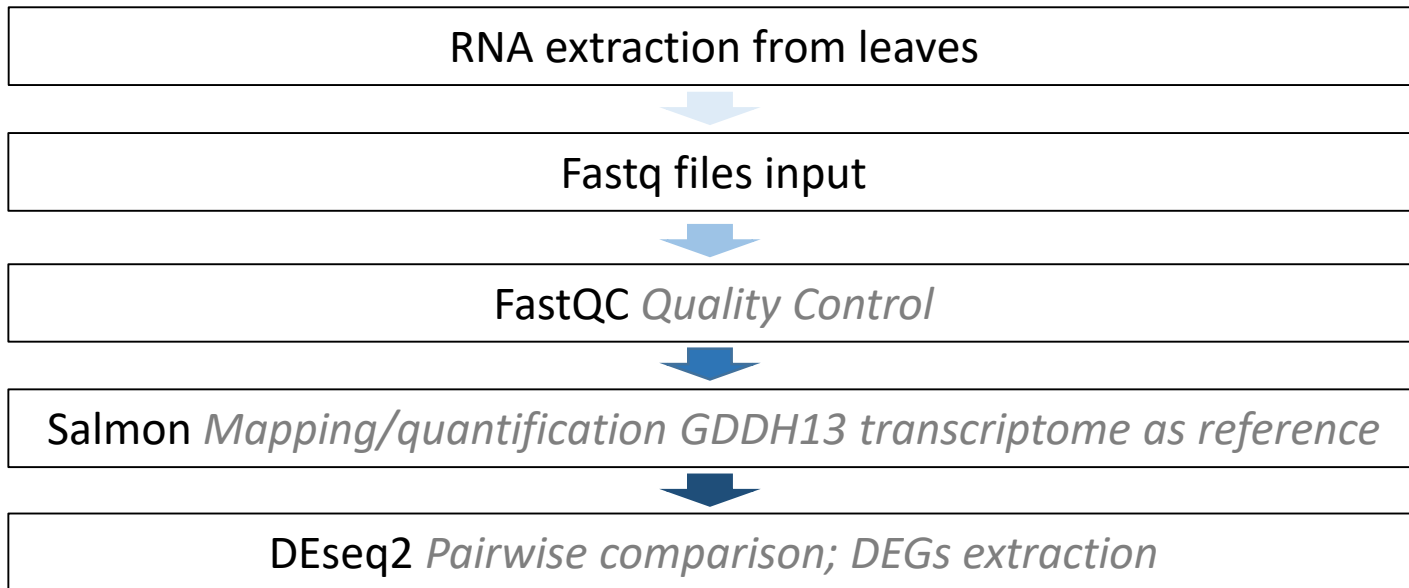 RNA extraction from leaves
Fastq files input
FastQC Quality Control
Salmon Mapping/quantification GDDH13 transcriptome as reference
DEseq2 Pairwise comparison; DEGs extraction